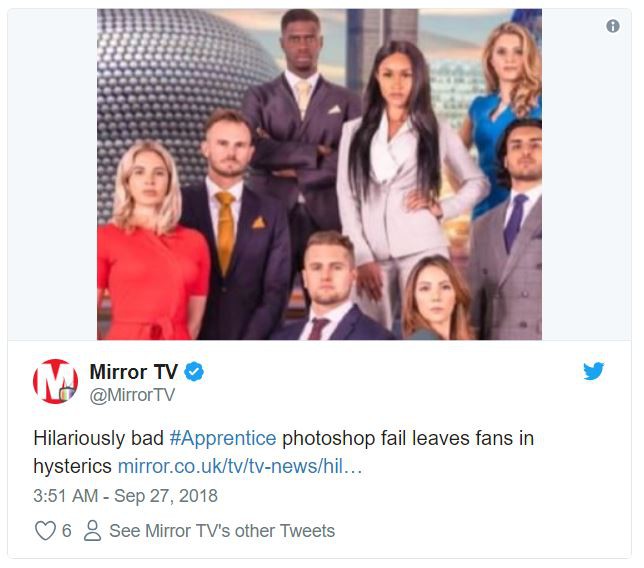 Mirror TV
@MirrorTV
Hilariously bad #Apprentice photoshop fail leaves fans in
hysterics mirror.co.uk/tv/tv-news/hil…
3:51 AM - Sep 27, 2018
6 See Mirror TV's other Tweets